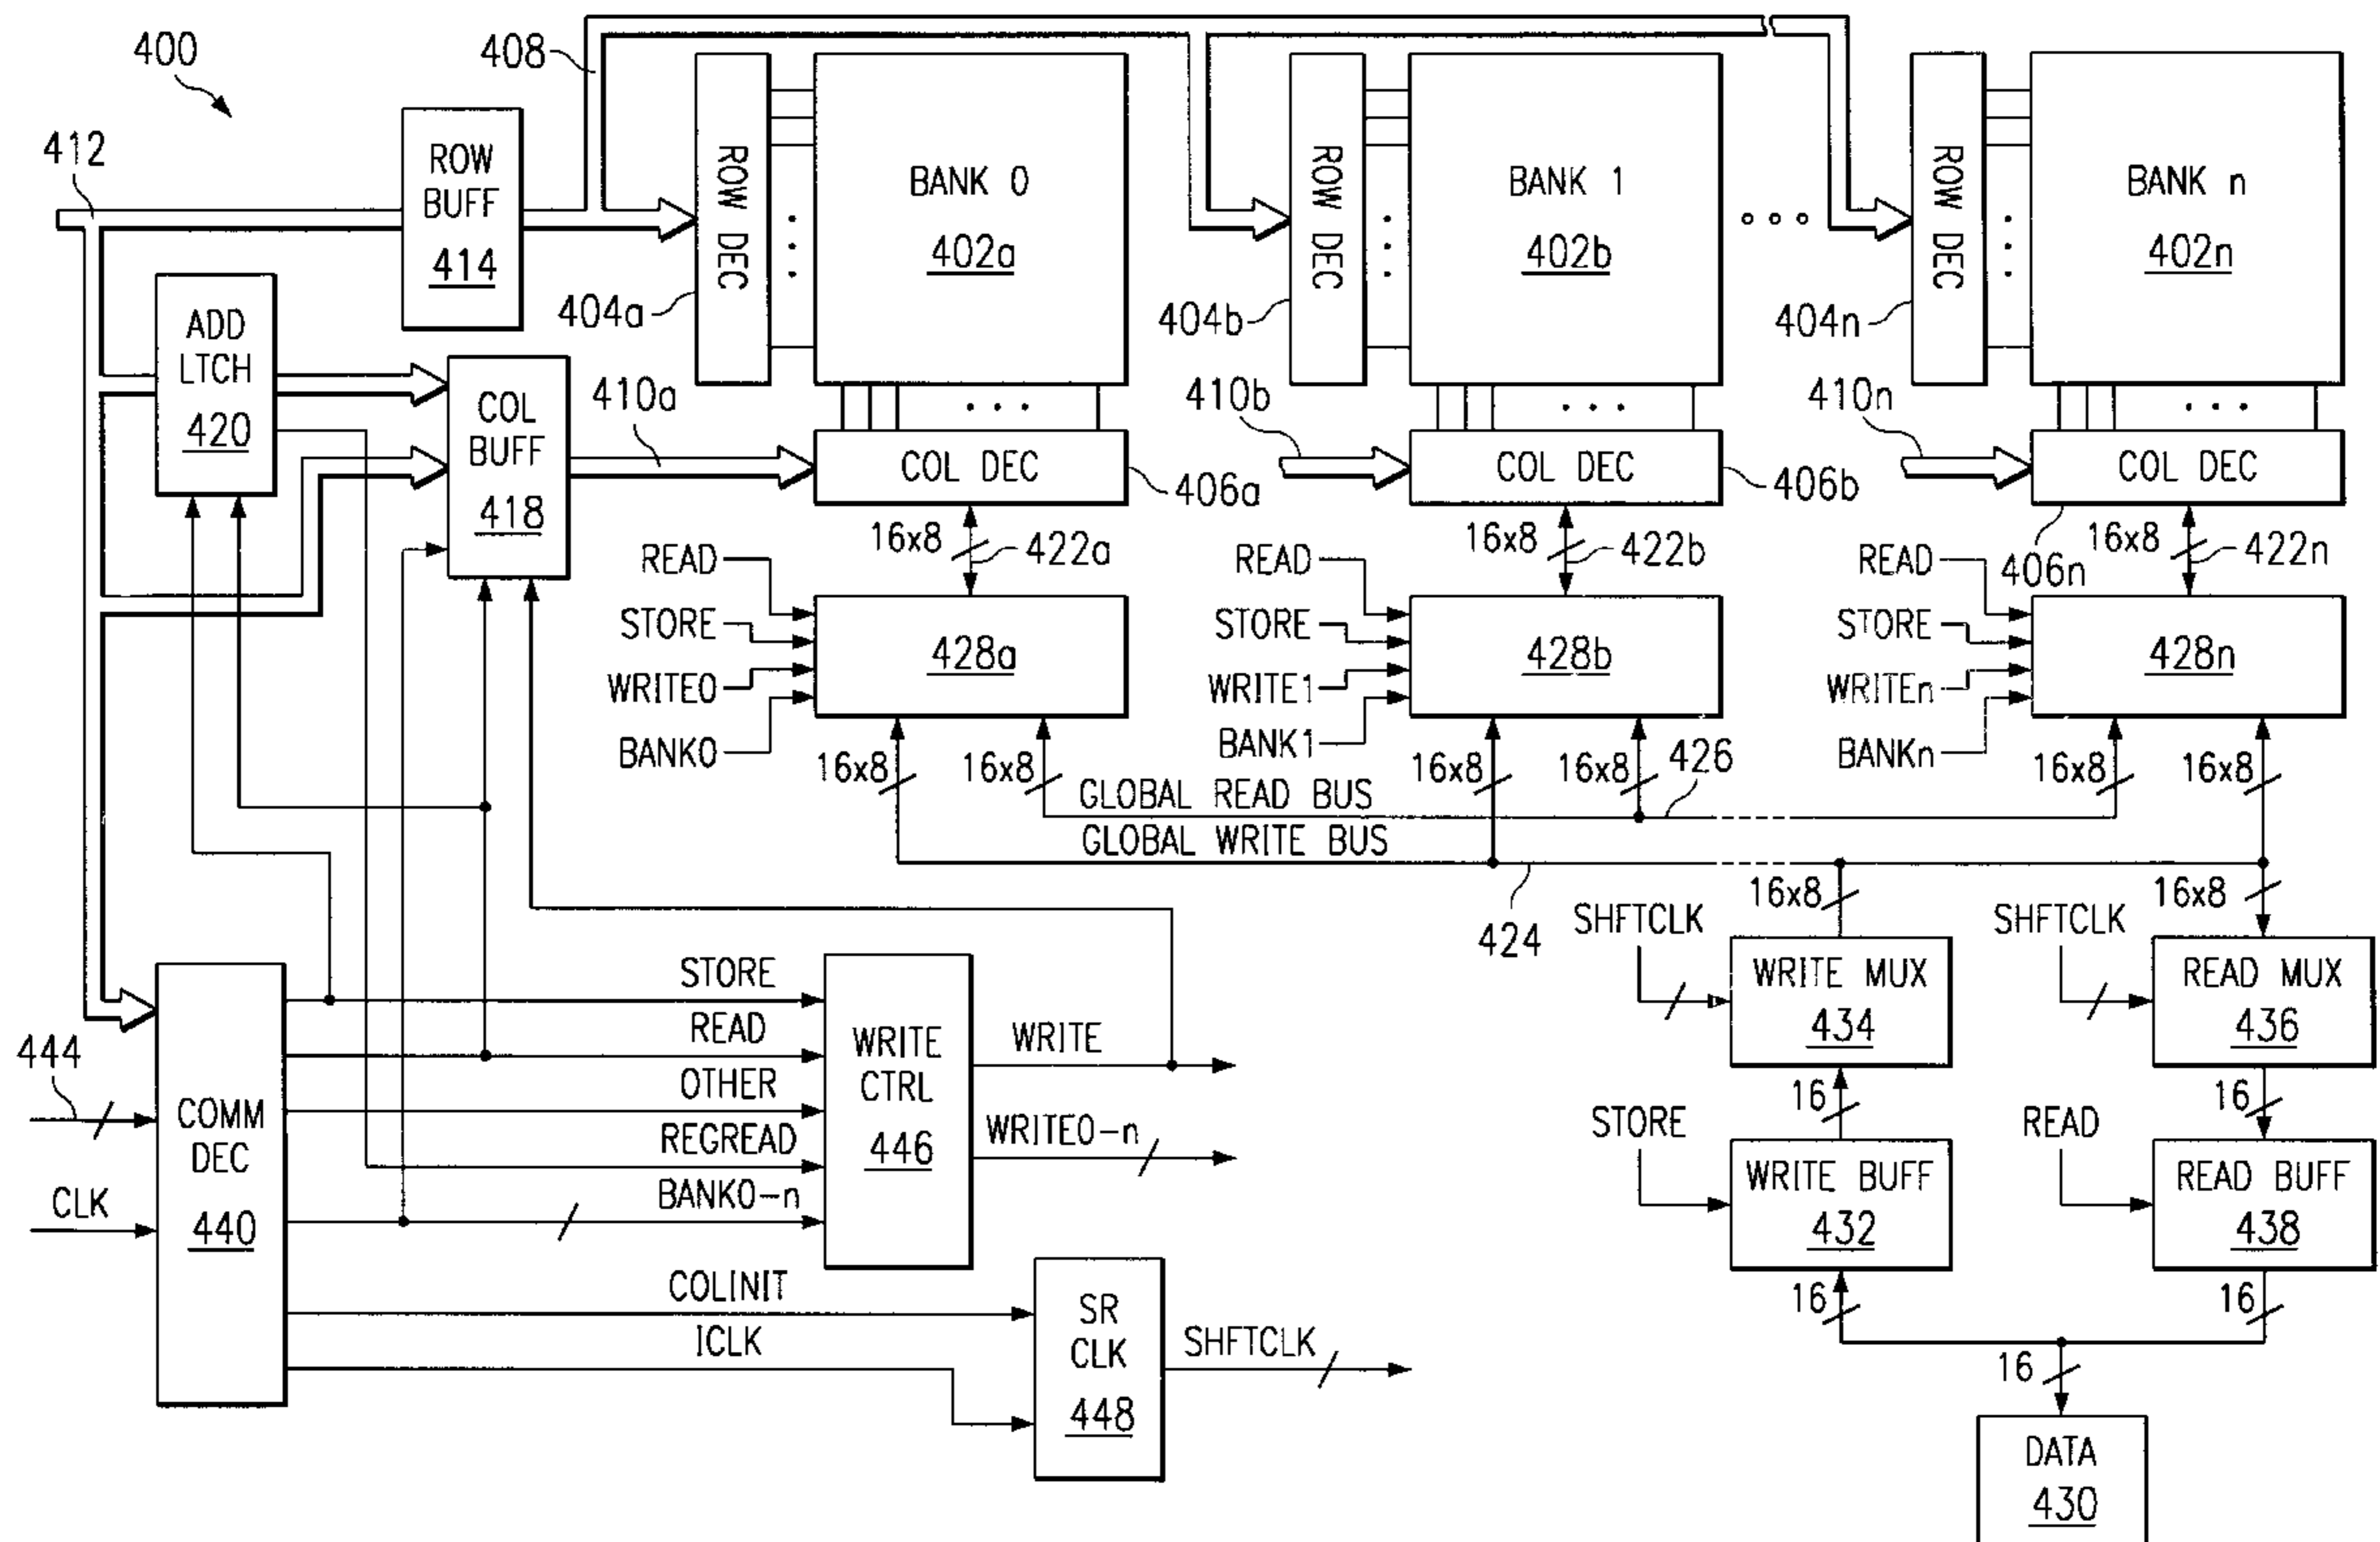 400
408
412
ROW
BUFF
414
ROW DEC
BANK 0
402a
404a
ROW DEC
BANK 1
402b
404b
ROW DEC
BANK n
402n
404n
ADD
LTCH
420
COL
BUFF
418
410a
COL DEC
406a
410b
COL DEC
406b
410n
COL DEC
406n
16x8
422a
16x8
422b
16x8
422n
READ
STORE
WRITE0
BANK0
428a
READ
STORE
WRITE1
BANK1
428b
READ
STORE
WRITEn
BANKn
428n
16x8
16x8
16x8
16x8
426
16x8
16x8
GLOBAL READ BUS
GLOBAL WRITE BUS
424
16x8
16x8
SHFTCLK
WRITE MUX
434
SHFTCLK
READ MUX
436
16
16
STORE
WRITE BUFF
432
READ
READ BUFF
438
16
16
16
DATA
430
444
CLK
COMM
DEC
440
STORE
READ
OTHER
REGREAD
BANK0-n
WRITE
CTRL
446
WRITE
WRITE0-n
COLINIT
ICLK
SR
CLK
448
SHFTCLK